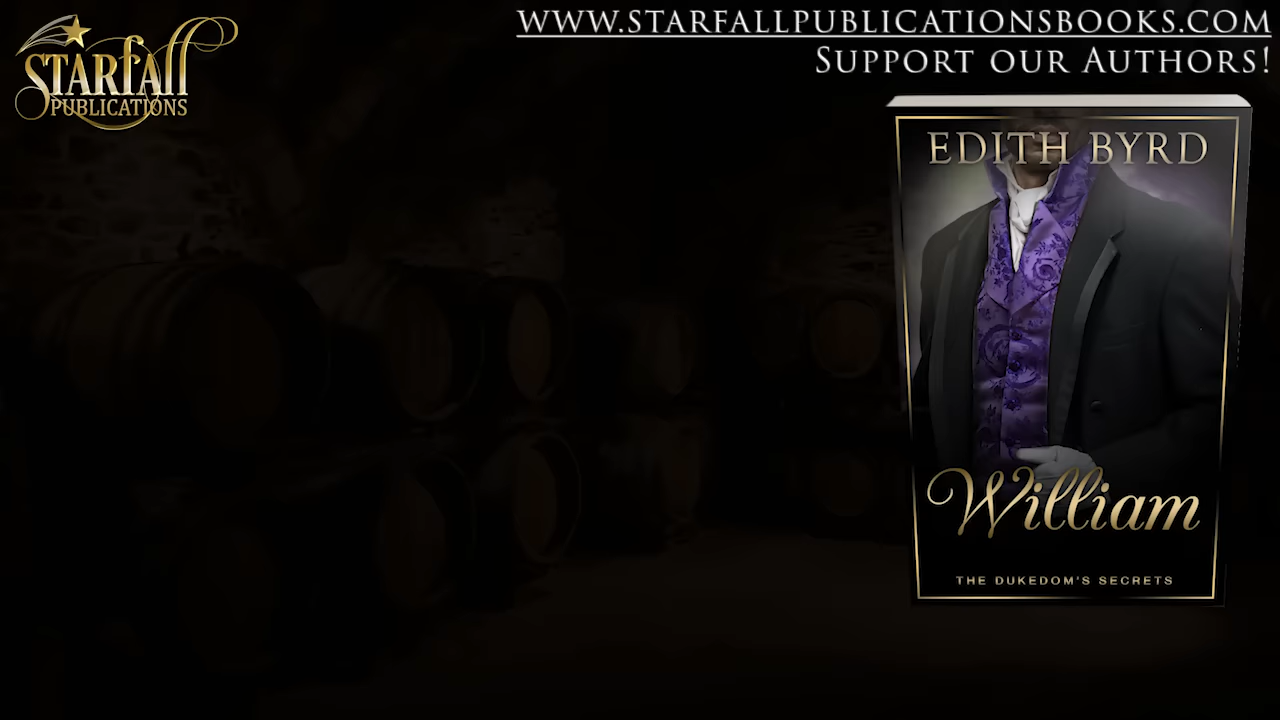 STARfall
PUBLICATIONS
WWW.STARFALLPUBLICATIONSBOOKS.COM
SUPPORT OUR AUTHORS!
EDITH BYRD
William
THE DUKEDOM'S SECRETS